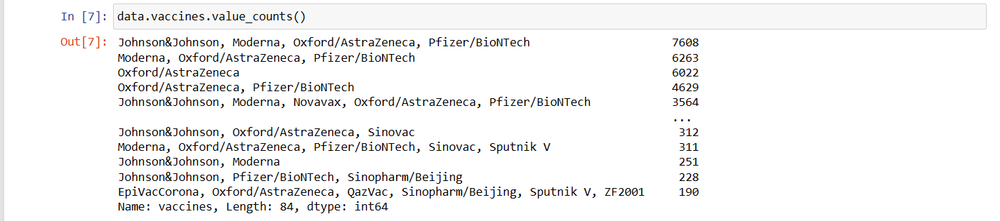 In [7]: data.vaccines.value_counts()
Out[7]: Johnson&Johnson, Moderna, Oxford/AstraZeneca, Pfizer/BioNTech 7608
Moderna, Oxford/AstraZeneca, Pfizer/BioNTech 6263
Oxford/AstraZeneca 6022
Oxford/AstraZeneca, Pfizer/BioNTech 4629
Johnson&Johnson, Moderna, Novavax, Oxford/AstraZeneca, Pfizer/BioNTech 3564
...
Johnson&Johnson, Oxford/AstraZeneca, Sinovac 312
Moderna, Oxford/AstraZeneca, Pfizer/BioNTech, Sinovac, Sputnik V 311
Johnson&Johnson, Moderna 251
Johnson&Johnson, Pfizer/BioNTech, Sinopharm/Beijing 228
EpiVacCorona, Oxford/AstraZeneca, QazVac, Sinopharm/Beijing, Sputnik V, ZF2001 190
Name: vaccines, Length: 84, dtype: int64